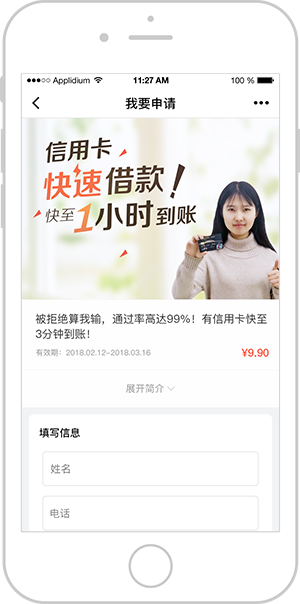 ●●●○○ Applidium 11:27 AM 100 %
我要申请 •••
信用卡
快速借款！
快至1小时到账
被拒绝算我输，通过率高达99%！有信用卡快至
3分钟到账！
有效期：2018.02.12-2018.03.16 ¥9.90
展开简介
填写信息
姓名
电话